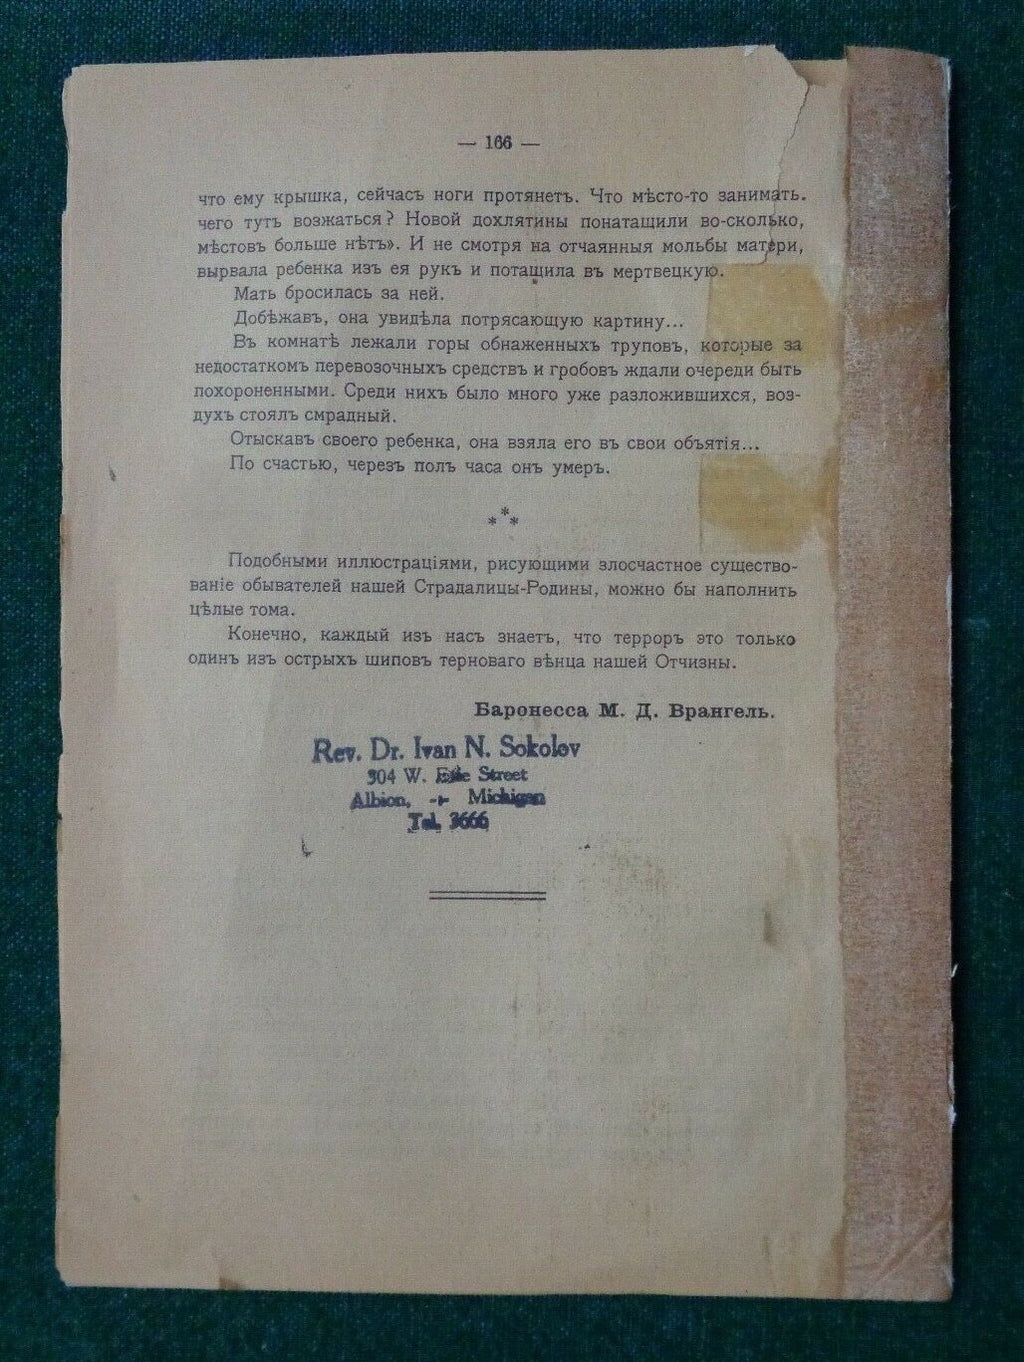 — 166 —
что ему крышка, сейчасъ ноги протянетъ. Что мѣсто-то занимать.
чего тутъ возжаться? Новой дохлятины понатащили во-сколько,
мѣстовъ больше нѣтъ». И не смотря на отчаянныя мольбы матери,
вырвала ребенка изъ ея рукъ и потащила въ мертвецкую.
Мать бросилась за ней.
Добѣжавъ, она увидѣла потрясающую картину...
Въ комнатѣ лежали горы обнаженныхъ труповъ, которые за
недостаткомъ перевозочныхъ средствъ и гробовъ ждали очереди быть
похороненными. Среди нихъ было много уже разложившихся, воз-
духъ стоялъ смрадный.
Отыскавъ своего ребенка, она взяла его въ свои объятія...
По счастью, черезъ полъ часа онъ умеръ.
***
Подобными иллюстраціями, рисующими злосчастное существо-
ваніе обывателей нашей Страдалицы-Родины, можно бы наполнить
цѣлые тома.
Конечно, каждый изъ насъ знаетъ, что терроръ это только
одинъ изъ острыхъ шиповъ терноваго вѣнца нашей Отчизны.
Баронесса М. Д. Врангель.
Rev. Dr. Ivan N. Sokolov
304 W. Erie Street
Albion, Michigan
Tel. 3666